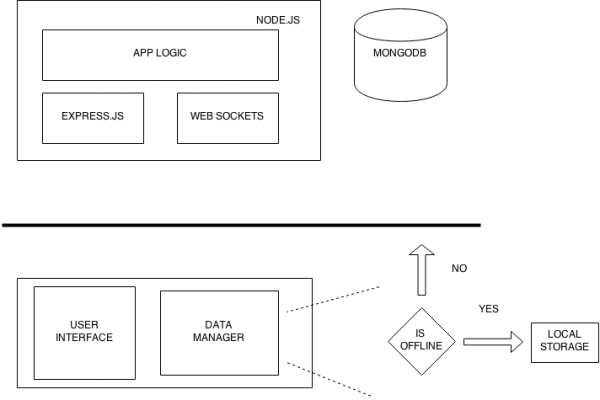 NODE.JS
APP LOGIC
MONGODB
EXPRESS.JS
WEB SOCKETS
NO
YES
USER
INTERFACE
DATA
MANAGER
IS
OFFLINE
LOCAL
STORAGE